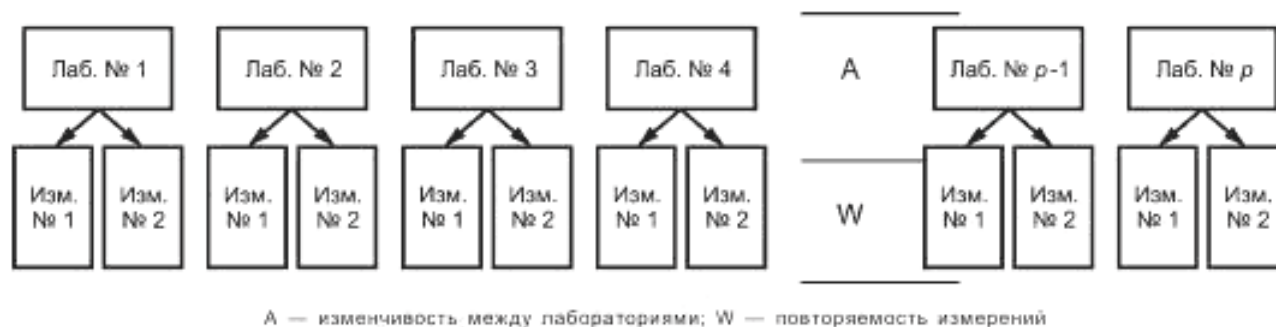 Лаб. № 1 Лаб. № 2 Лаб. № 3 Лаб. № 4 A Лаб. № p-1 Лаб. № p
Изм. Изм. Изм. Изм. Изм. Изм. Изм. Изм. Изм. Изм. Изм. Изм.
№ 1 № 2 № 1 № 2 № 1 № 2 № 1 № 2 W № 1 № 2 № 1 № 2
A — изменчивость между лабораториями; W — повторяемость измерений